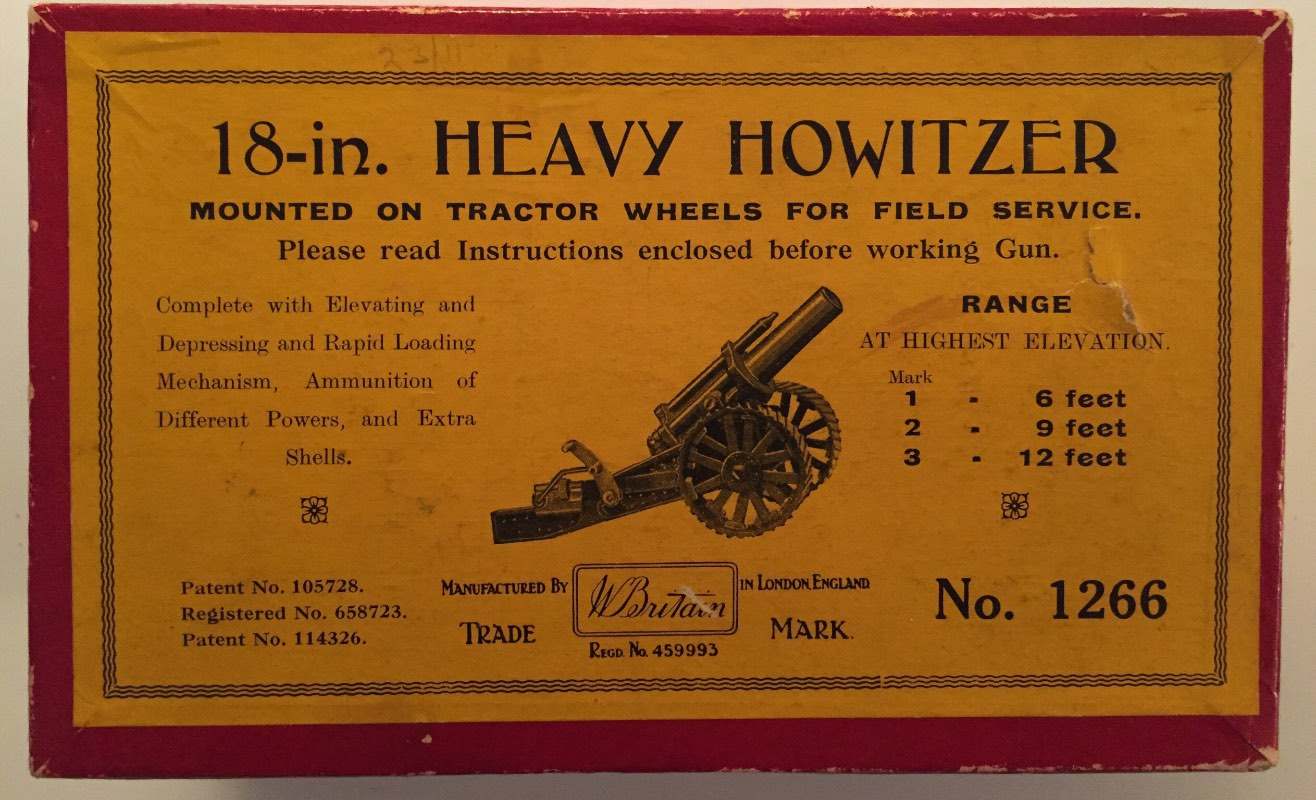 23/11
18-in. HEAVY HOWITZER
MOUNTED ON TRACTOR WHEELS FOR FIELD SERVICE.
Please read Instructions enclosed before working Gun.
Complete with Elevating and
Depressing and Rapid Loading
Mechanism, Ammunition of
Different Powers, and Extra
Shells.
RANGE
AT HIGHEST ELEVATION.
Mark
1 - 6 feet
2 - 9 feet
3 - 12 feet
Patent No. 105728.
Registered No. 658723.
Patent No. 114326.
MANUFACTURED BY W Britain IN LONDON, ENGLAND
TRADE MARK.
REGD. No. 459993
No. 1266